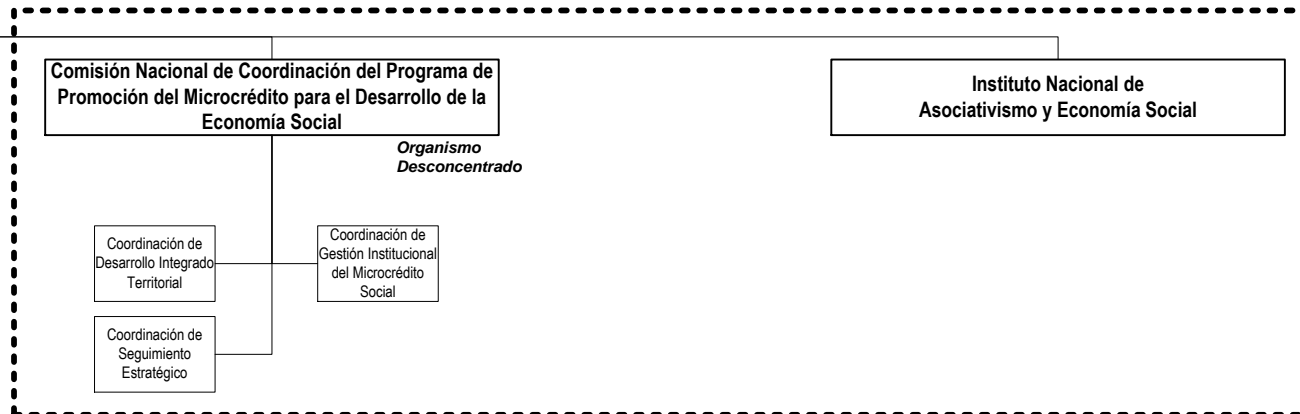 Comisión Nacional de Coordinación del Programa de
Promoción del Microcrédito para el Desarrollo de la
Economía Social
Instituto Nacional de
Asociativismo y Economía Social
Organismo
Desconcentrado
Coordinación de
Desarrollo Integrado
Territorial
Coordinación de
Gestión Institucional
del Microcrédito
Social
Coordinación de
Seguimiento
Estratégico